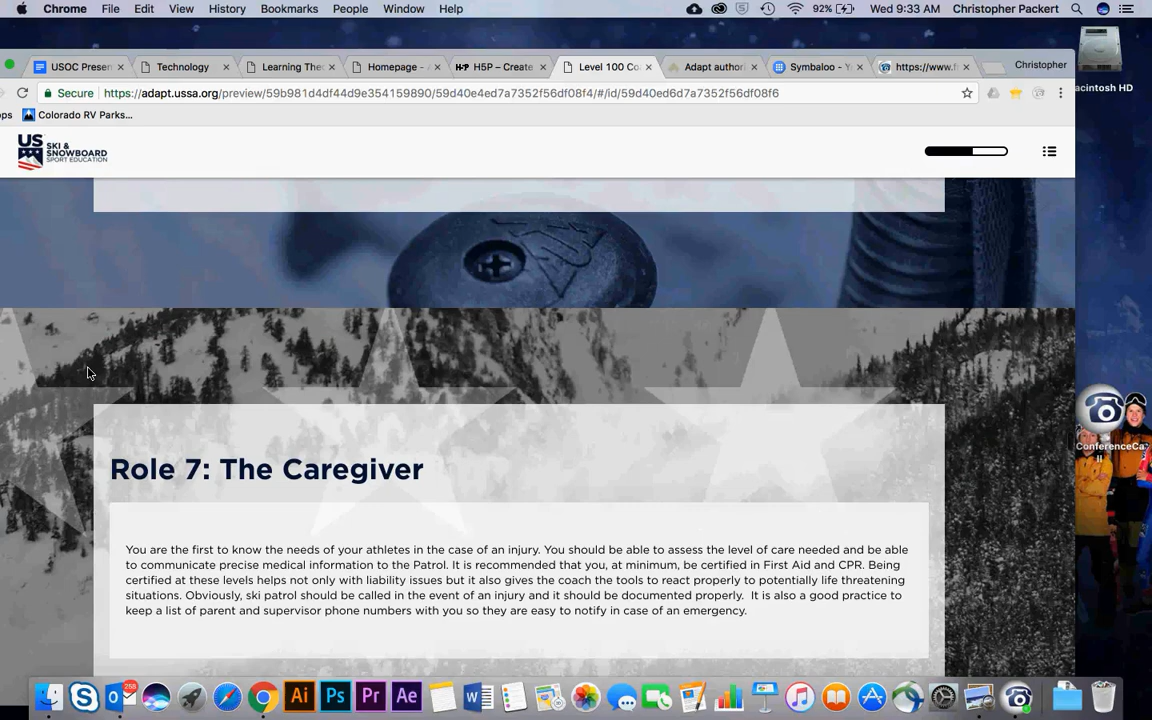 Chrome File Edit View History Bookmarks People Window Help 92% Wed 9:33 AM Christopher Packert
USOC Presen Technology Learning The Homepage - H5P H5P – Create Level 100 Co Adapt author Symbaloo - Y https://www.f Christopher
Secure https://adapt.ussa.org/preview/59b981d4df44d9e354159890/59d40e4ed7a7352f56df08f4/#/id/59d40ed6d7a7352f56df08f6
acintosh HD
ps Colorado RV Parks...
US SKI &
SNOWBOARD
SPORT EDUCATION
Role 7: The Caregiver
ConferenceCa
You are the first to know the needs of your athletes in the case of an injury. You should be able to assess the level of care needed and be able
to communicate precise medical information to the Patrol. It is recommended that you, at minimum, be certified in First Aid and CPR. Being
certified at these levels helps not only with liability issues but it also gives the coach the tools to react properly to potentially life threatening
situations. Obviously, ski patrol should be called in the event of an injury and it should be documented properly. It is also a good practice to
keep a list of parent and supervisor phone numbers with you so they are easy to notify in case of an emergency.
258
Ai Ps Pr Ae